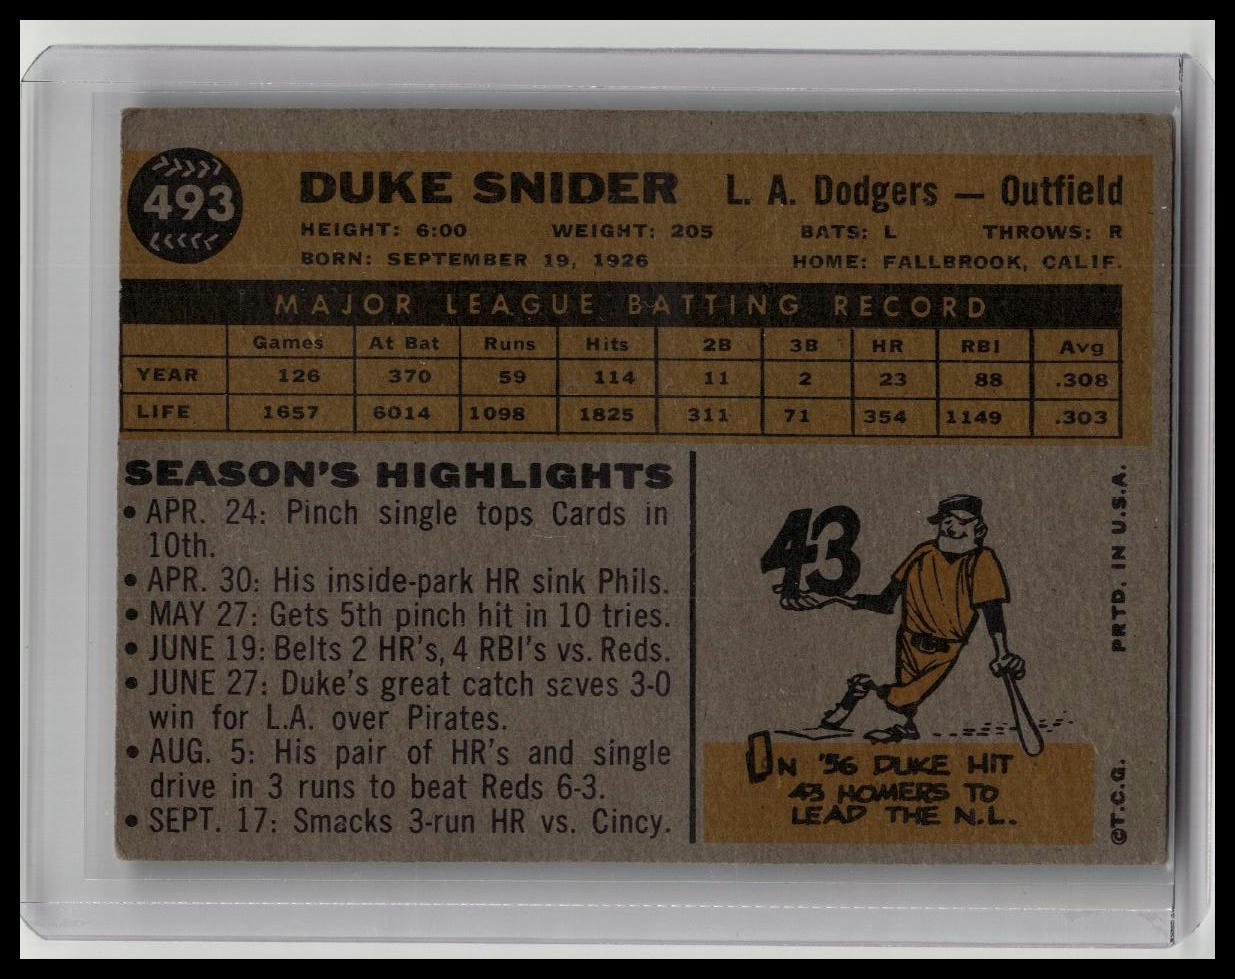 493
DUKE SNIDER L. A. Dodgers — Outfield
HEIGHT: 6:00 WEIGHT: 205 BATS: L THROWS: R
BORN: SEPTEMBER 19, 1926 HOME: FALLBROOK, CALIF.
MAJOR LEAGUE BATTING RECORD
Games At Bat Runs Hits 2B 3B HR RBI Avg
YEAR 126 370 59 114 11 2 23 88 .308
LIFE 1657 6014 1098 1825 311 71 354 1149 .303
SEASON'S HIGHLIGHTS
• APR. 24: Pinch single tops Cards in
10th.
• APR. 30: His inside-park HR sink Phils.
• MAY 27: Gets 5th pinch hit in 10 tries.
• JUNE 19: Belts 2 HR's, 4 RBI's vs. Reds.
• JUNE 27: Duke's great catch saves 3-0
win for L.A. over Pirates.
• AUG. 5: His pair of HR's and single
drive in 3 runs to beat Reds 6-3.
• SEPT. 17: Smacks 3-run HR vs. Cincy.
43
ON '56 DUKE HIT
43 HOMERS TO
LEAD THE N.L.
©T.C.G. PRTD. IN U.S.A.